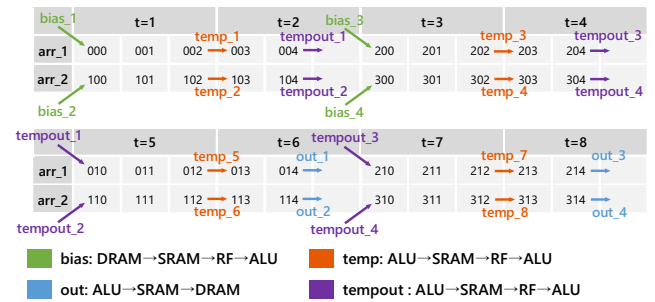 bias_1 bias_3
t=1 t=2 t=3 t=4
temp_1 tempout_1 temp_3 tempout_3
arr_1 000 001 002 003 004 200 201 202 203 204
arr_2 100 101 102 103 104 300 301 302 303 304
temp_2 tempout_2 temp_4 tempout_4
bias_2 bias_4
tempout_1 tempout_3
t=5 t=6 t=7 t=8
temp_5 out_1 temp_7 out_3
arr_1 010 011 012 013 014 210 211 212 213 214
arr_2 110 111 112 113 114 310 311 312 313 314
temp_6 out_2 temp_8 out_4
tempout_2 tempout_4
bias: DRAM→SRAM→RF→ALU temp: ALU→SRAM→RF→ALU
out: ALU→SRAM→DRAM tempout : ALU→SRAM→RF→ALU